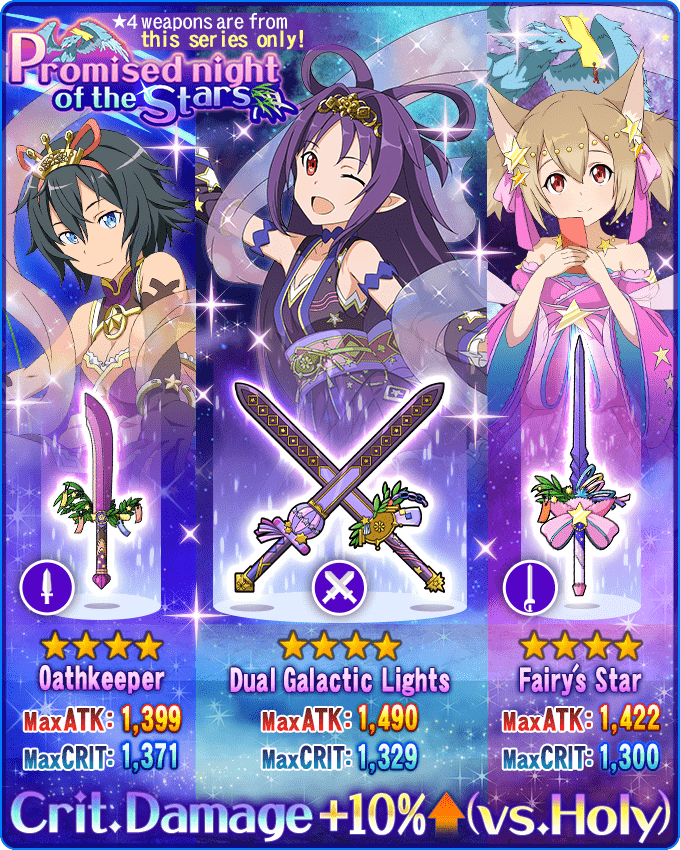 ★4 weapons are from
this series only!
Promised night
of the Stars
★★★★
Oathkeeper
MaxATK: 1,399
MaxCRIT: 1,371
★★★★
Dual Galactic Lights
MaxATK: 1,490
MaxCRIT: 1,329
★★★★
Fairy's Star
MaxATK: 1,422
MaxCRIT: 1,300
Crit.Damage +10%⬆(vs.Holy)